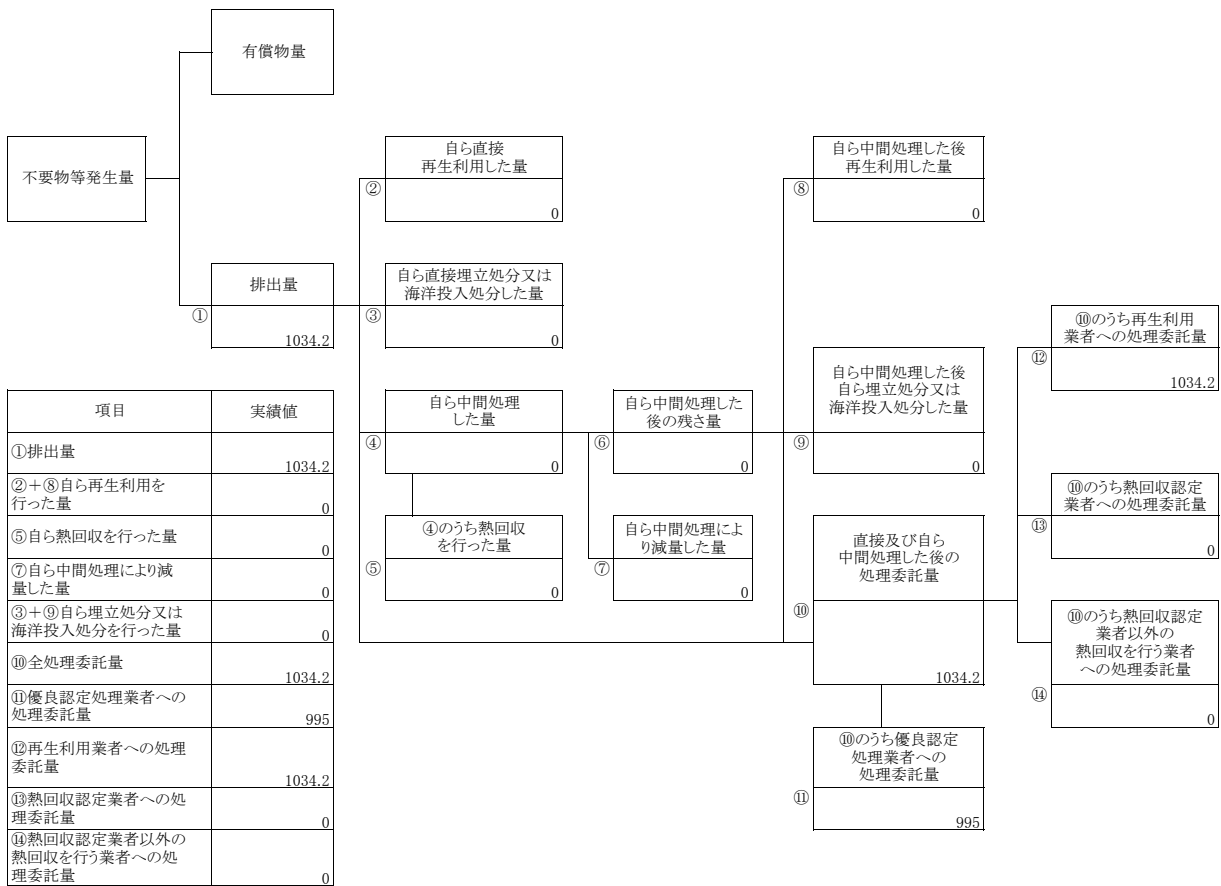 有償物量
不要物等発生量
排出量
①
1034.2
自ら直接
再生利用した量
②
0
自ら直接埋立処分又は
海洋投入処分した量
③
0
自ら中間処理
した量
④
0
④のうち熱回収
を行った量
⑤
0
自ら中間処理した
後の残さ量
⑥
0
自ら中間処理によ
り減量した量
⑦
0
自ら中間処理した後
再生利用した量
⑧
0
自ら中間処理した後
自ら埋立処分又は
海洋投入処分した量
⑨
0
直接及び自ら
中間処理した後の
処理委託量
⑩
1034.2
⑩のうち優良認定
処理業者への
処理委託量
⑪
995
⑩のうち再生利用
業者への処理委託量
⑫
1034.2
⑩のうち熱回収認定
業者への処理委託量
⑬
0
⑩のうち熱回収認定
業者以外の
熱回収を行う業者
への処理委託量
⑭
0
項目 実績値
①排出量
1034.2
②+⑧自ら再生利用を
行った量
0
⑤自ら熱回収を行った量
0
⑦自ら中間処理により減
量した量
0
③+⑨自ら埋立処分又は
海洋投入処分を行った量
0
⑩全処理委託量
1034.2
⑪優良認定処理業者への
処理委託量
995
⑫再生利用業者への処理
委託量
1034.2
⑬熱回収認定業者への処
理委託量
0
⑭熱回収認定業者以外の
熱回収を行う業者への処
理委託量
0